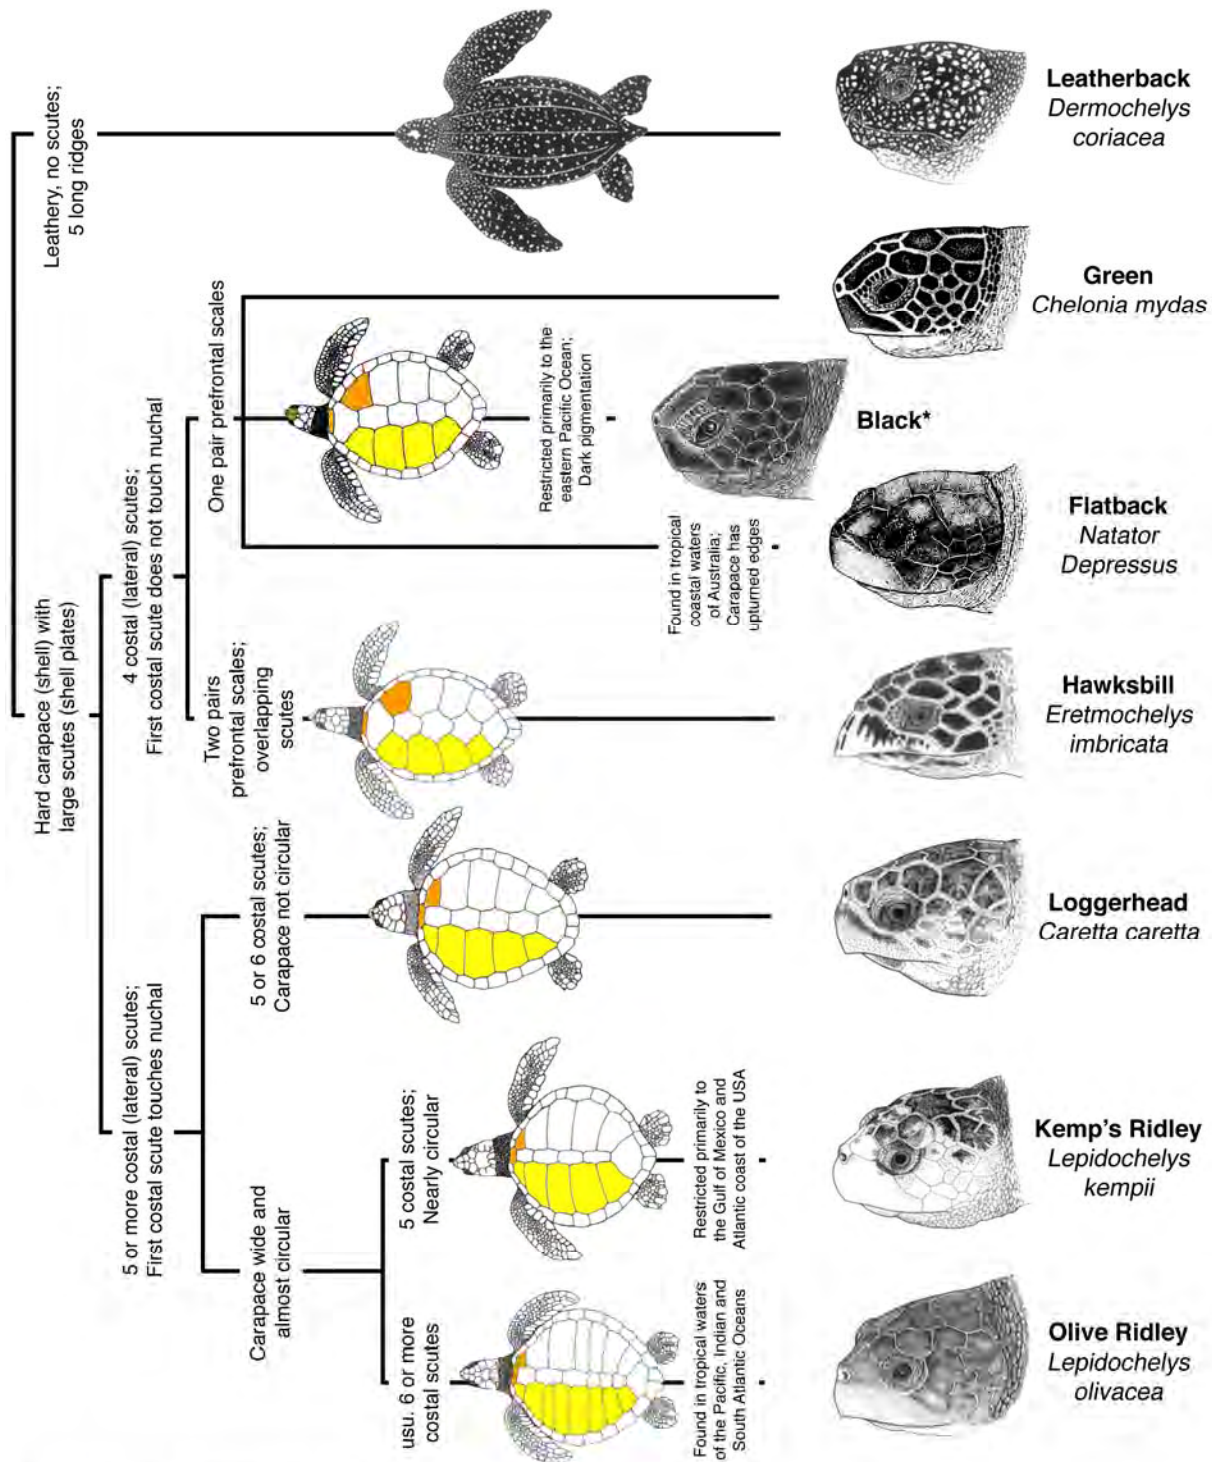 Leathery, no scutes;
5 long ridges
Leatherback
Dermochelys
coriacea
Hard carapace (shell) with
large scutes (shell plates)
4 costal (lateral) scutes;
First costal scute does not touch nuchal
One pair prefrontal scales
Green
Chelonia mydas
Restricted primarily to the
eastern Pacific Ocean;
Dark pigmentation
Black*
Found in tropical
coastal waters
of Australia;
Carapace has
upturned edges
Flatback
Natator
Depressus
Two pairs
prefrontal scales;
overlapping
scutes
Hawksbill
Eretmochelys
imbricata
5 or more costal (lateral) scutes;
First costal scute touches nuchal
5 or 6 costal scutes;
Carapace not circular
Loggerhead
Caretta caretta
Carapace wide and
almost circular
5 costal scutes;
Nearly circular
Restricted primarily to
the Gulf of Mexico and
Atlantic coast of the USA
Kemp's Ridley
Lepidochelys
kempii
usu. 6 or more
costal scutes
Found in tropical waters
of the Pacific, Indian and
South Atlantic Oceans
Olive Ridley
Lepidochelys
olivacea